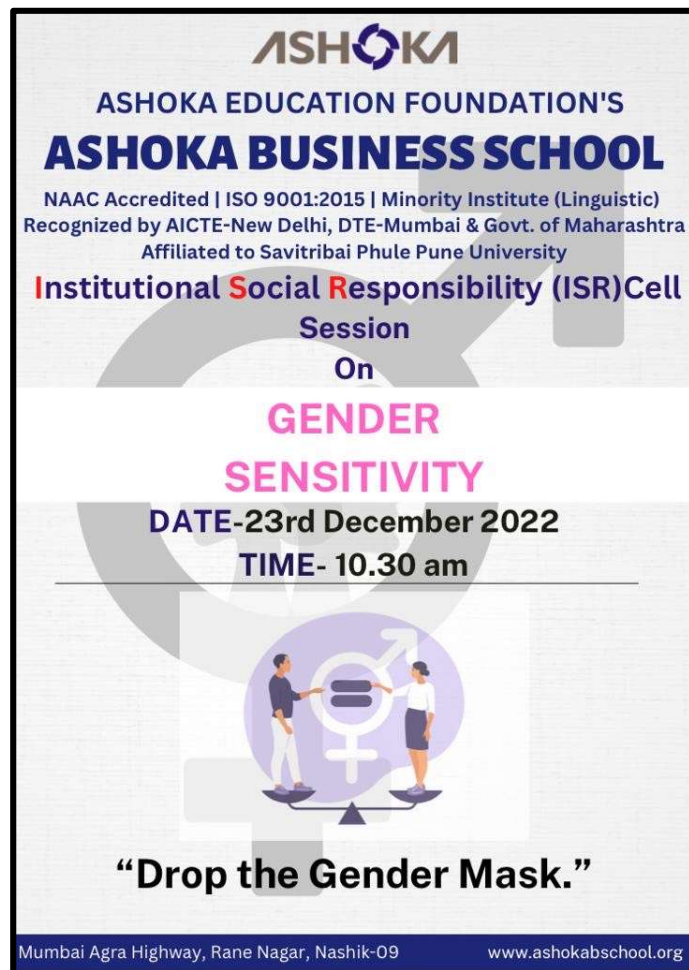 ASHOKA
ASHOKA EDUCATION FOUNDATION'S
ASHOKA BUSINESS SCHOOL
NAAC Accredited | ISO 9001:2015 | Minority Institute (Linguistic)
Recognized by AICTE-New Delhi, DTE-Mumbai & Govt. of Maharashtra
Affiliated to Savitribai Phule Pune University
Institutional Social Responsibility (ISR)Cell
Session
On
GENDER
SENSITIVITY
DATE-23rd December 2022
TIME- 10.30 am
“Drop the Gender Mask.”
Mumbai Agra Highway, Rane Nagar, Nashik-09 www.ashokabschool.org